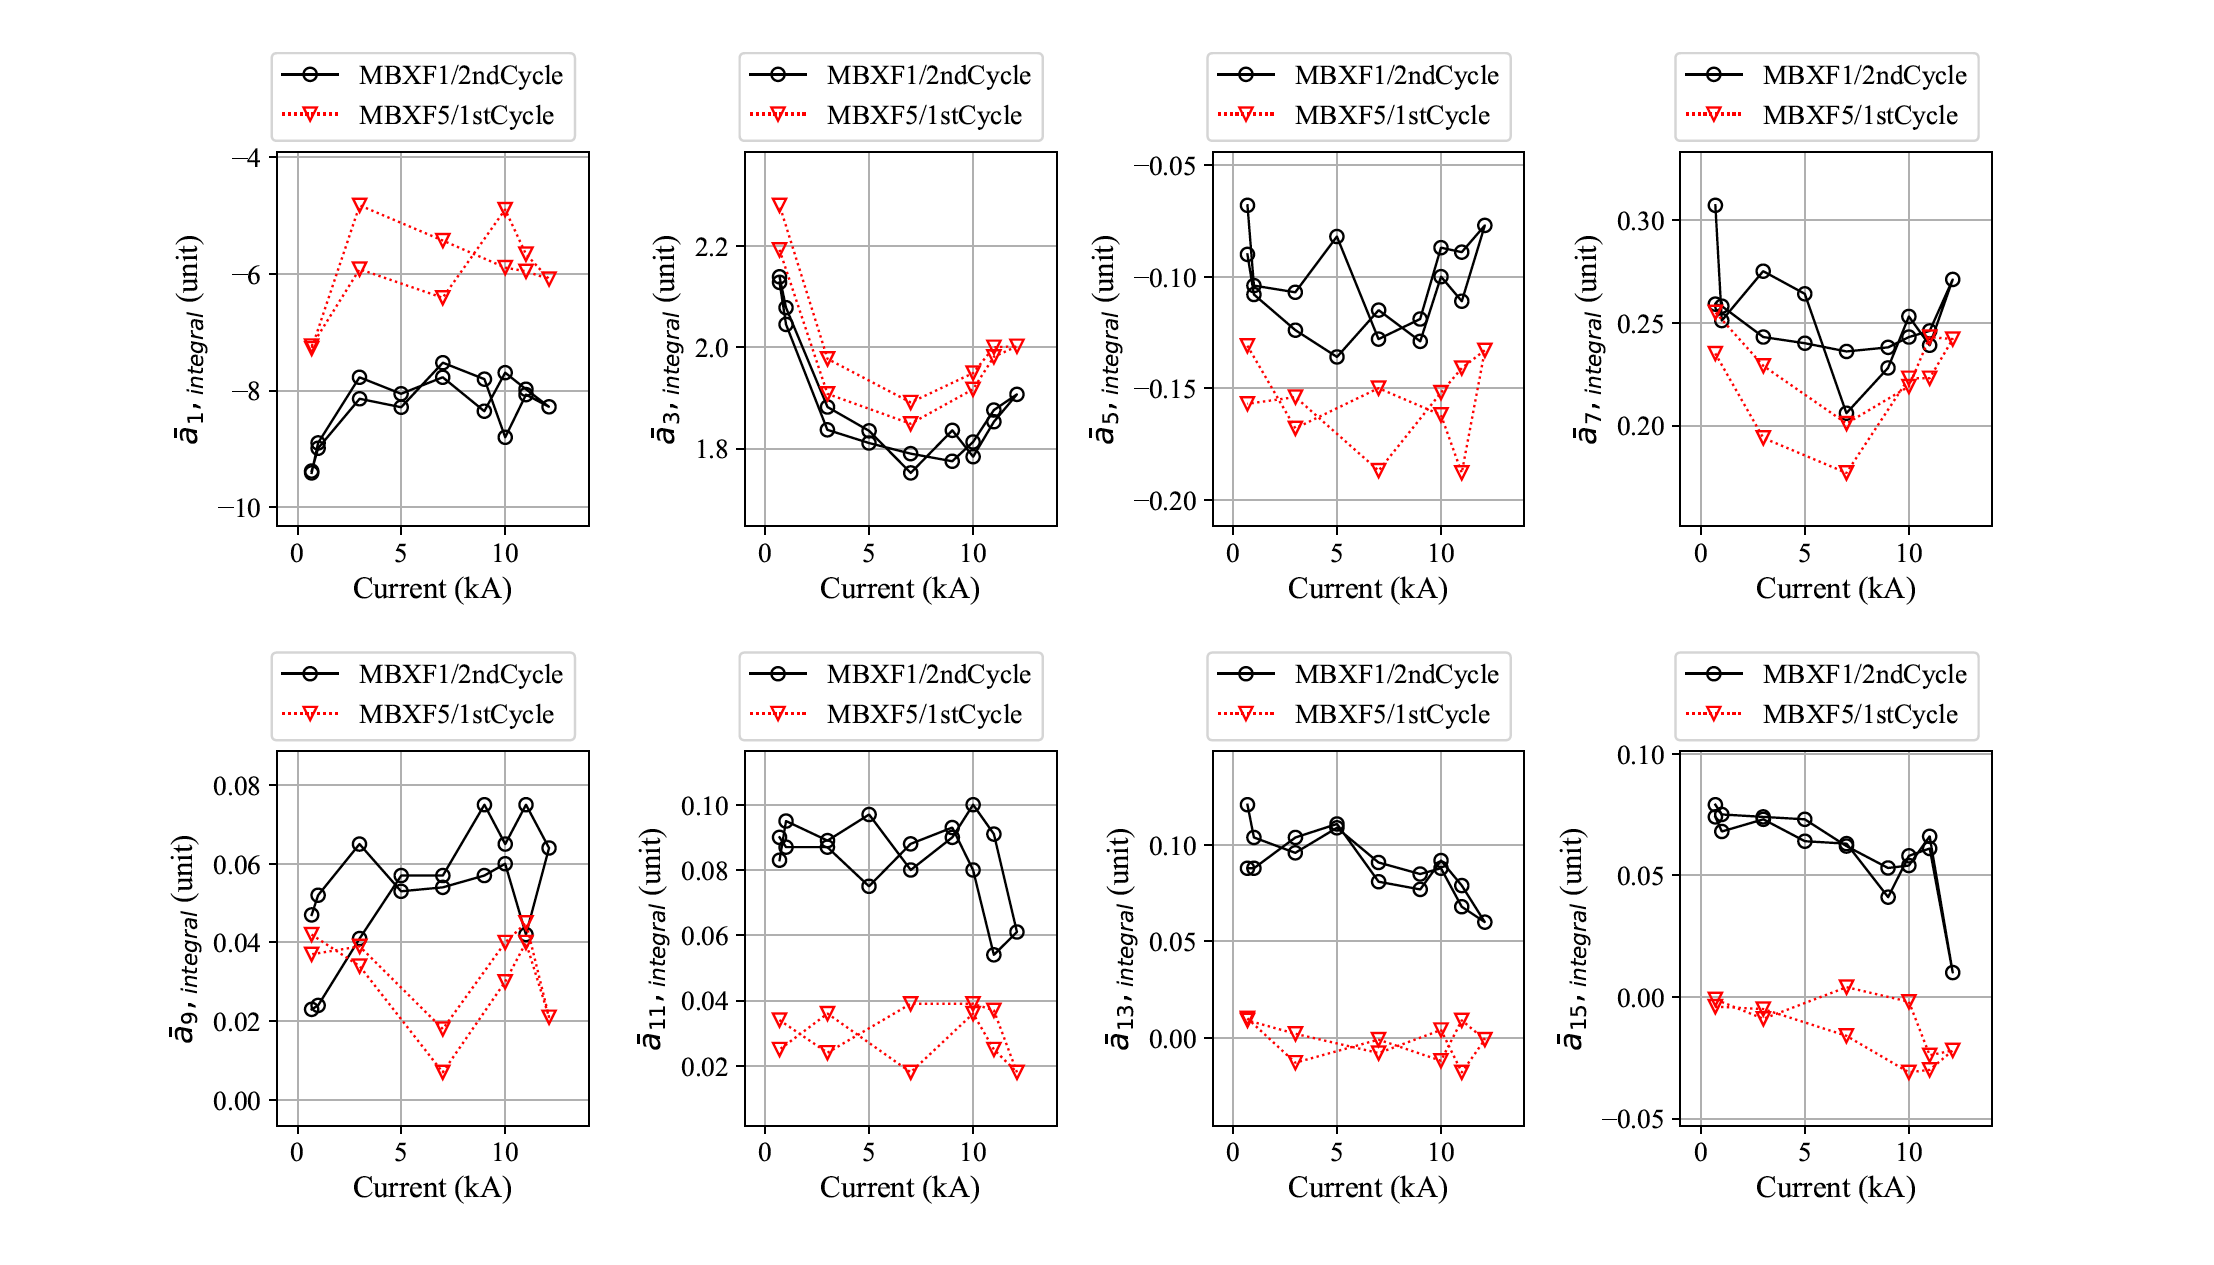 MBXF1/2ndCycle
MBXF5/1stCycle
−4
−6
−8
−10
0 5 10
ā1, integral (unit)
Current (kA)
MBXF1/2ndCycle
MBXF5/1stCycle
2.2
2.0
1.8
0 5 10
ā3, integral (unit)
Current (kA)
MBXF1/2ndCycle
MBXF5/1stCycle
−0.05
−0.10
−0.15
−0.20
0 5 10
ā5, integral (unit)
Current (kA)
MBXF1/2ndCycle
MBXF5/1stCycle
0.30
0.25
0.20
0 5 10
ā7, integral (unit)
Current (kA)
MBXF1/2ndCycle
MBXF5/1stCycle
0.08
0.06
0.04
0.02
0.00
0 5 10
ā9, integral (unit)
Current (kA)
MBXF1/2ndCycle
MBXF5/1stCycle
0.10
0.08
0.06
0.04
0.02
0 5 10
ā11, integral (unit)
Current (kA)
MBXF1/2ndCycle
MBXF5/1stCycle
0.10
0.05
0.00
0 5 10
ā13, integral (unit)
Current (kA)
MBXF1/2ndCycle
MBXF5/1stCycle
0.10
0.05
0.00
−0.05
0 5 10
ā15, integral (unit)
Current (kA)